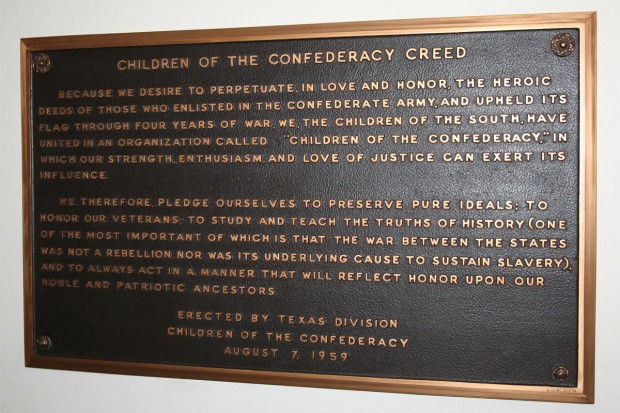 CHILDREN OF THE CONFEDERACY CREED
BECAUSE WE DESIRE TO PERPETUATE, IN LOVE AND HONOR, THE HEROIC
DEEDS OF THOSE WHO ENLISTED IN THE CONFEDERATE ARMY, AND UPHELD ITS
FLAG THROUGH FOUR YEARS OF WAR, WE, THE CHILDREN OF THE SOUTH, HAVE
UNITED IN AN ORGANIZATION CALLED "CHILDREN OF THE CONFEDERACY," IN
WHICH OUR STRENGTH, ENTHUSIASM AND LOVE OF JUSTICE CAN EXERT ITS
INFLUENCE.
WE, THEREFORE, PLEDGE OURSELVES TO PRESERVE PURE IDEALS; TO
HONOR OUR VETERANS; TO STUDY AND TEACH THE TRUTHS OF HISTORY (ONE
OF THE MOST IMPORTANT OF WHICH IS THAT THE WAR BETWEEN THE STATES
WAS NOT A REBELLION NOR WAS ITS UNDERLYING CAUSE TO SUSTAIN SLAVERY),
AND TO ALWAYS ACT IN A MANNER THAT WILL REFLECT HONOR UPON OUR
NOBLE AND PATRIOTIC ANCESTORS.
ERECTED BY TEXAS DIVISION
CHILDREN OF THE CONFEDERACY
AUGUST 7, 1959